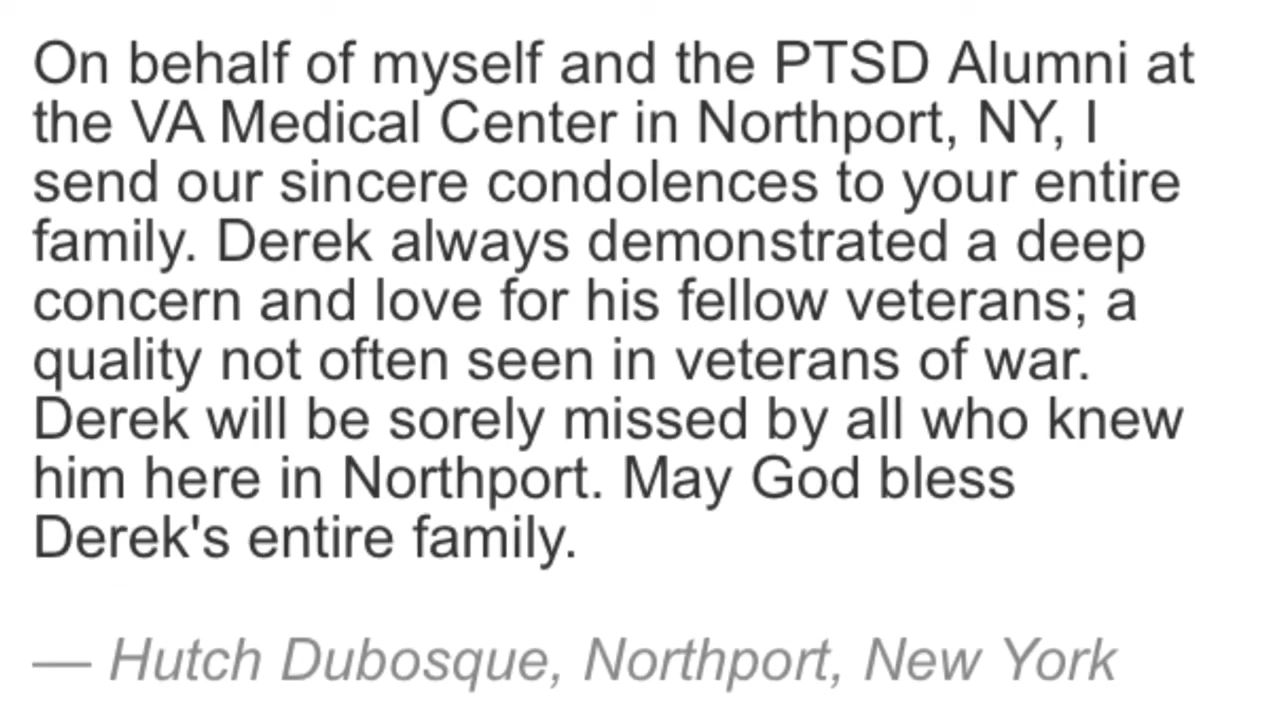 On behalf of myself and the PTSD Alumni at
the VA Medical Center in Northport, NY, I
send our sincere condolences to your entire
family. Derek always demonstrated a deep
concern and love for his fellow veterans; a
quality not often seen in veterans of war.
Derek will be sorely missed by all who knew
him here in Northport. May God bless
Derek's entire family.
— Hutch Dubosque, Northport, New York